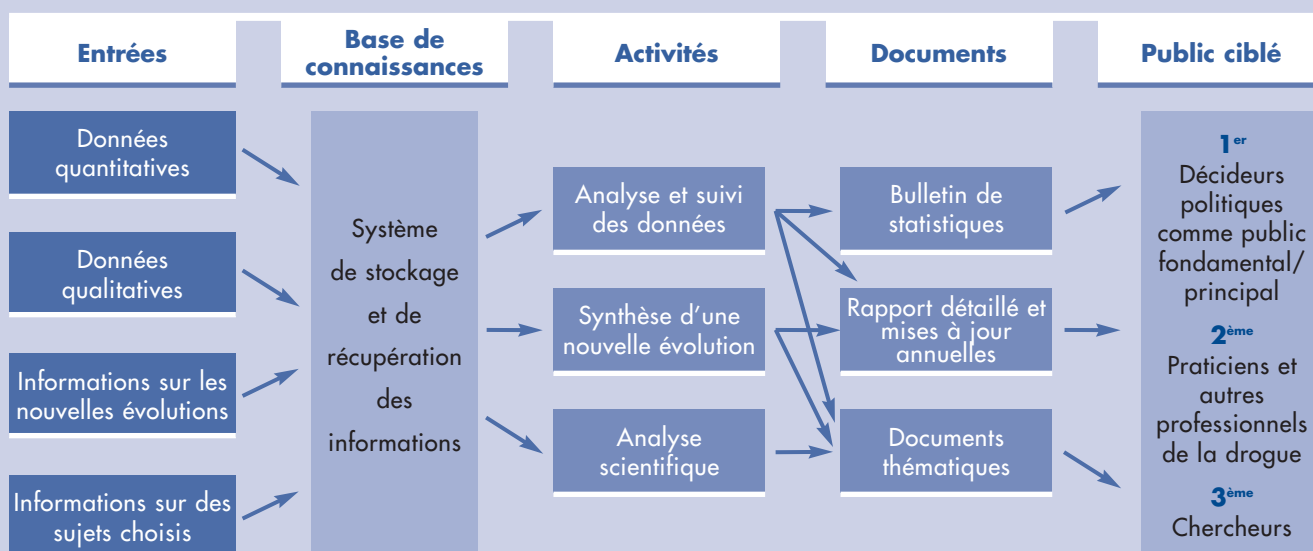 Entrées
Base de
connaissances
Activités
Documents
Public ciblé
Données
quantitatives
Données
qualitatives
Informations sur les
nouvelles évolutions
Informations sur des
sujets choisis
Système
de stockage
et de
récupération
des
informations
Analyse et suivi
des données
Synthèse d’une
nouvelle évolution
Analyse
scientifique
Bulletin de
statistiques
Rapport détaillé et
mises à jour
annuelles
Documents
thématiques
1er
Décideurs
politiques
comme public
fondamental/
principal
2ème
Praticiens et
autres
professionnels
de la drogue
3ème
Chercheurs